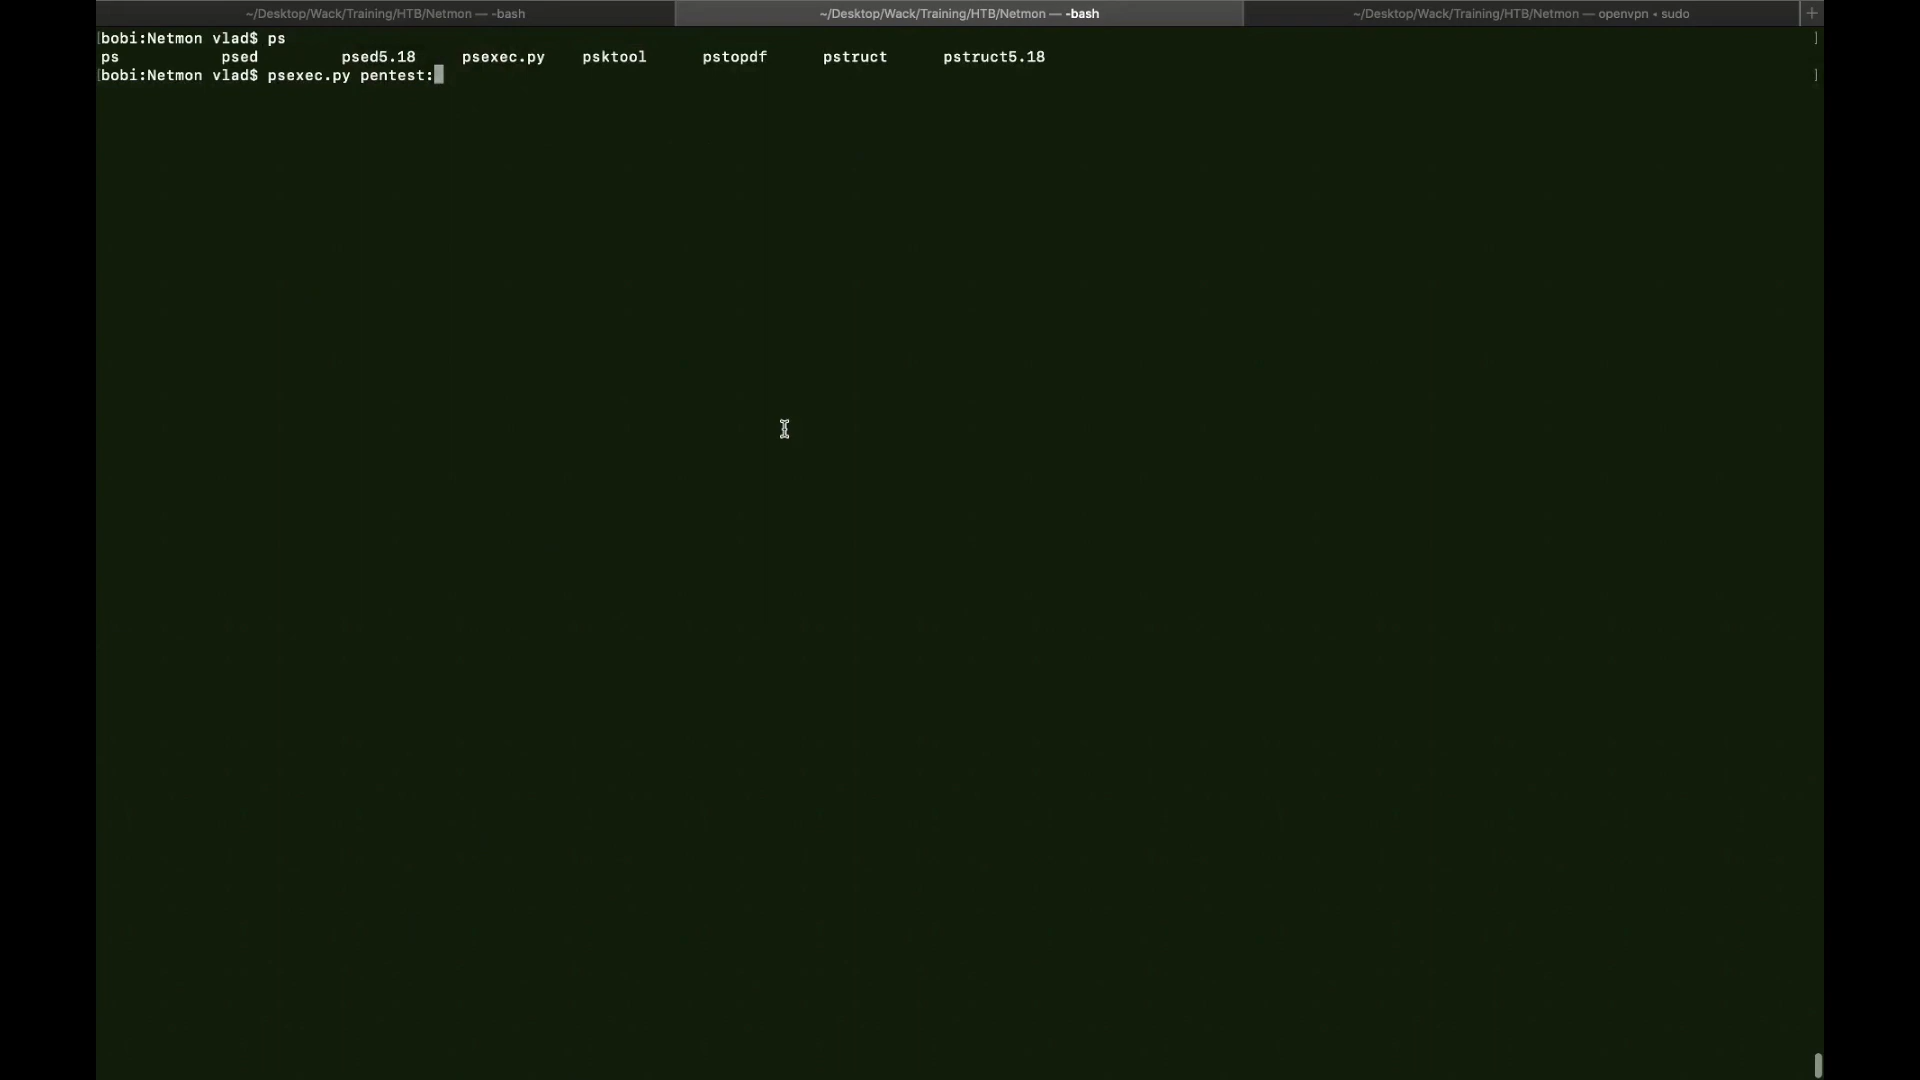 ~/Desktop/Wack/Training/HTB/Netmon — -bash ~/Desktop/Wack/Training/HTB/Netmon — -bash ~/Desktop/Wack/Training/HTB/Netmon — openvpn • sudo +
[bobi:Netmon vlad$ ps ]
ps psed psed5.18 psexec.py psktool pstopdf pstruct pstruct5.18
[bobi:Netmon vlad$ psexec.py pentest: ]